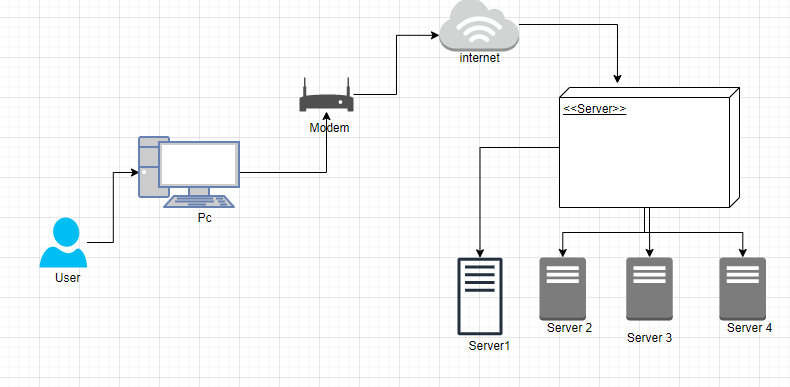 internet
<<Server>>
Modem
Pc
User
Server1
Server 2
Server 3
Server 4